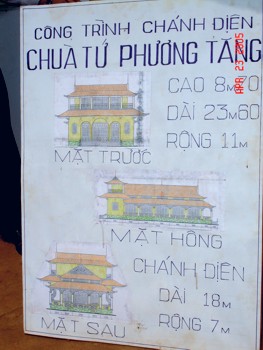 CÔNG TRÌNH CHÁNH ĐIỆN
CHÙA TỨ PHƯƠNG TĂNG
CAO 8M70
DÀI 23M60
RỘNG 11M
MẶT TRƯỚC
MẶT HÔNG
CHÁNH ĐIỆN
DÀI 18M
RỘNG 7M
MẶT SAU
APR 23 2005